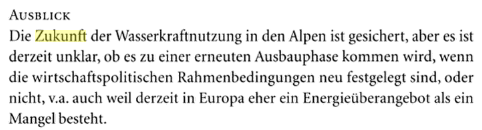 AUSBLICK
Die Zukunft der Wasserkraftnutzung in den Alpen ist gesichert, aber es ist
derzeit unklar, ob es zu einer erneuten Ausbauphase kommen wird, wenn
die wirtschaftspolitischen Rahmenbedingungen neu festgelegt sind, oder
nicht, v.a. auch weil derzeit in Europa eher ein Energieüberangebot als ein
Mangel besteht.